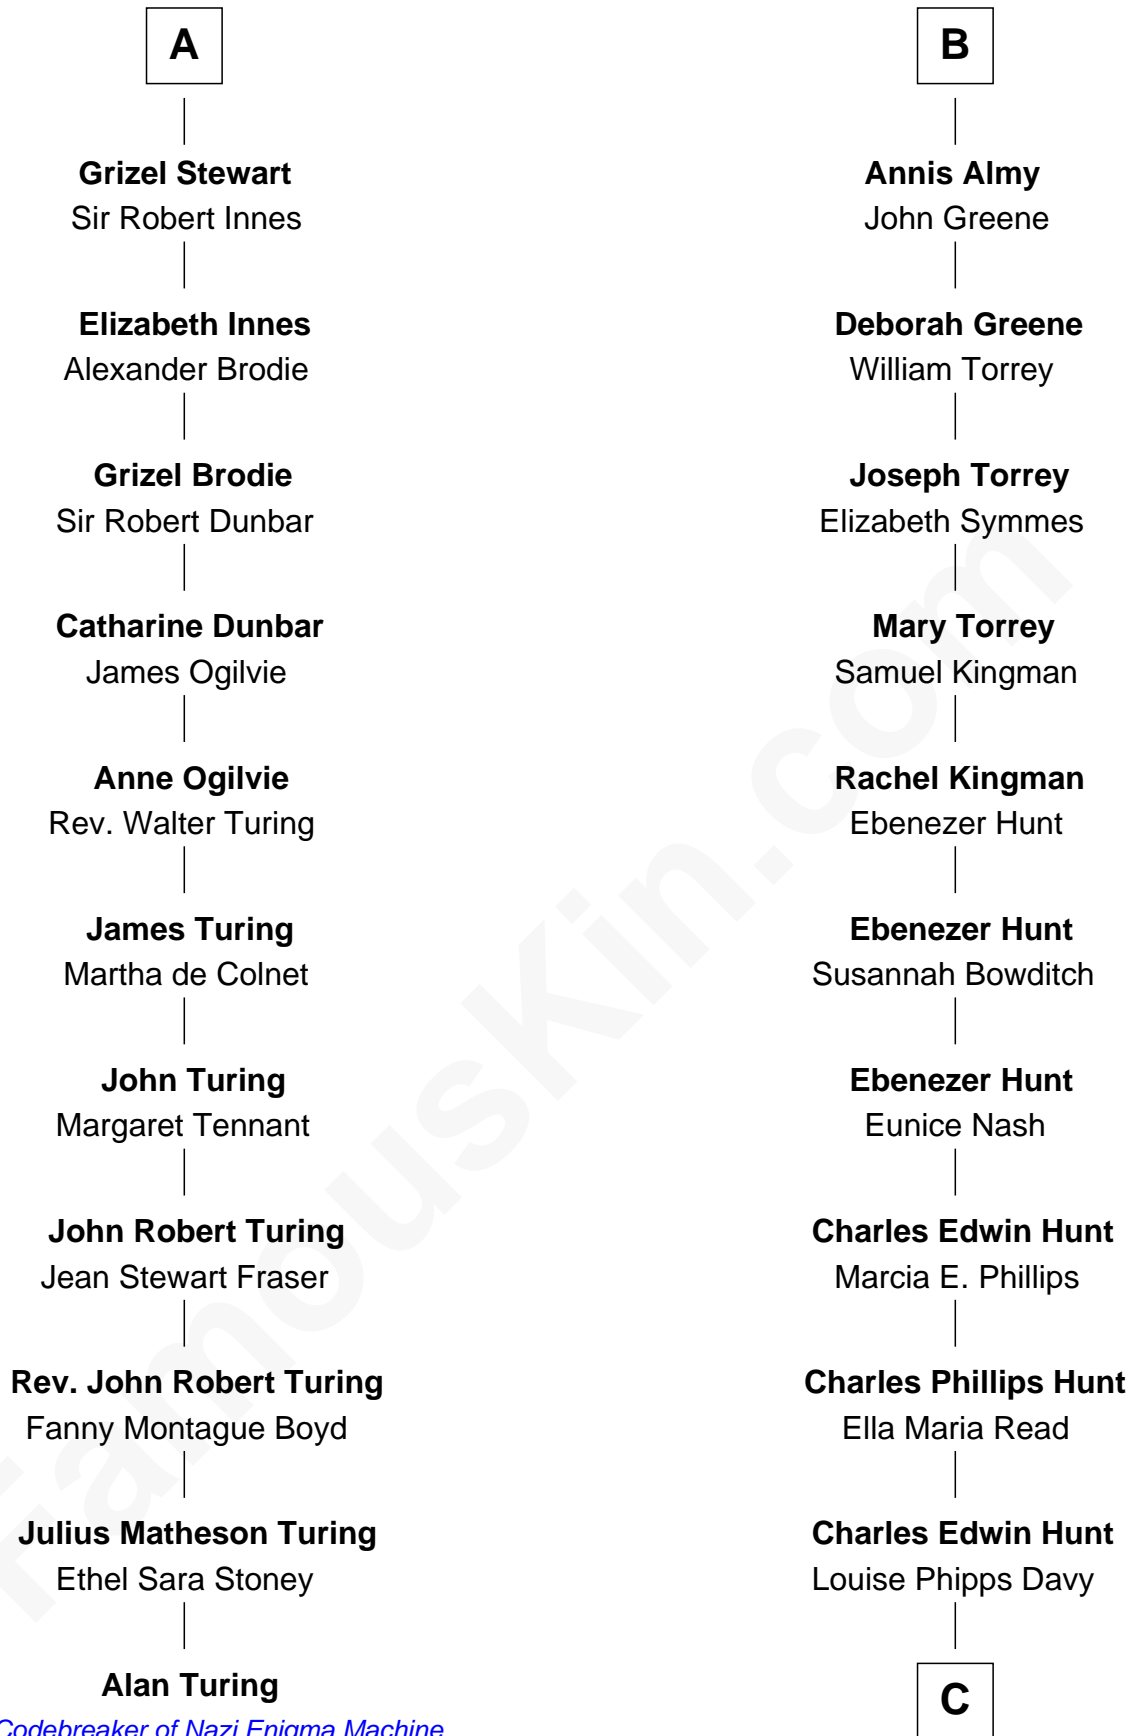 A
Grizel Stewart
Sir Robert Innes
Elizabeth Innes
Alexander Brodie
Grizel Brodie
Sir Robert Dunbar
Catharine Dunbar
James Ogilvie
Anne Ogilvie
Rev. Walter Turing
James Turing
Martha de Colnet
John Turing
Margaret Tennant
John Robert Turing
Jean Stewart Fraser
Rev. John Robert Turing
Fanny Montague Boyd
Julius Matheson Turing
Ethel Sara Stoney
Alan Turing
Codebreaker of Nazi Enigma Machine
B
Annis Almy
John Greene
Deborah Greene
William Torrey
Joseph Torrey
Elizabeth Symmes
Mary Torrey
Samuel Kingman
Rachel Kingman
Ebenezer Hunt
Ebenezer Hunt
Susannah Bowditch
Ebenezer Hunt
Eunice Nash
Charles Edwin Hunt
Marcia E. Phillips
Charles Phillips Hunt
Ella Maria Read
Charles Edwin Hunt
Louise Phipps Davy
C
FamousKin.com